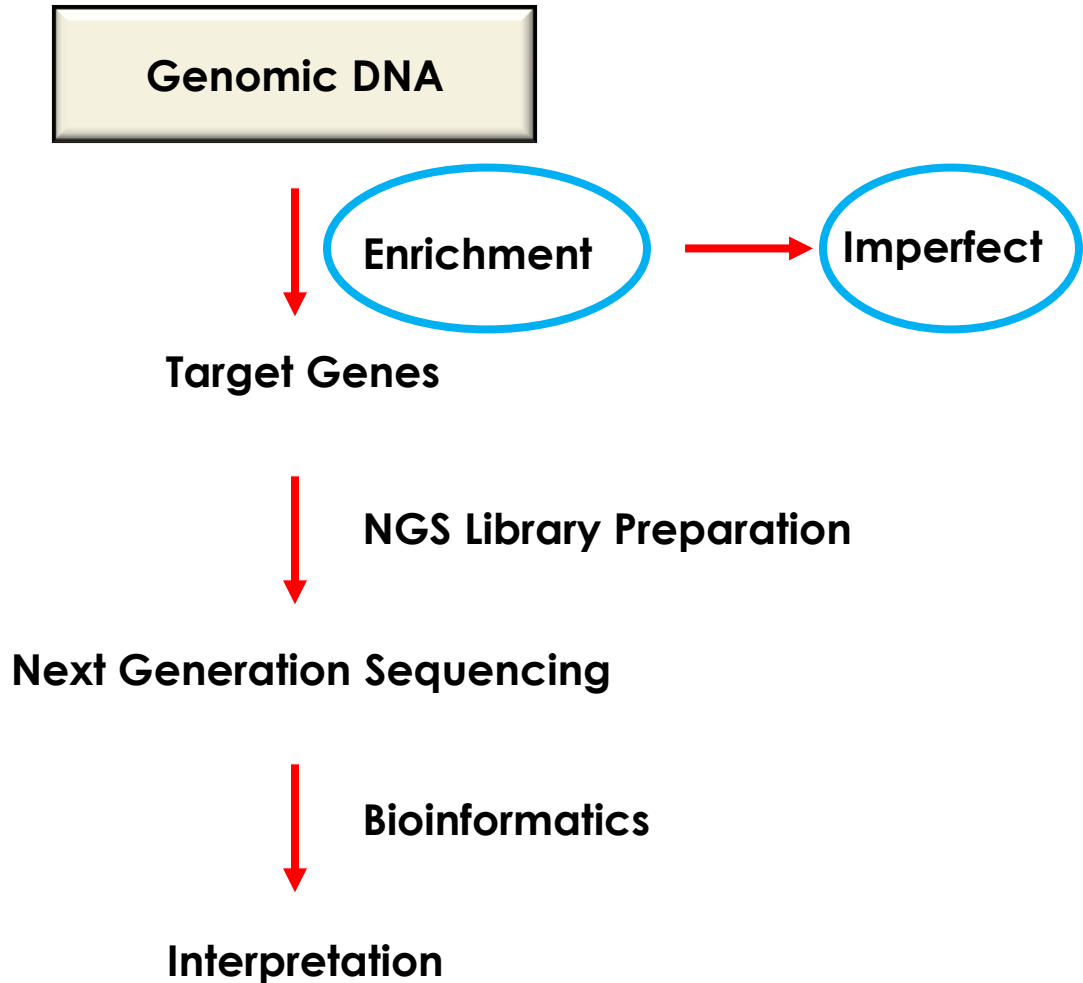 Genomic DNA
Enrichment
Imperfect
Target Genes
NGS Library Preparation
Next Generation Sequencing
Bioinformatics
Interpretation